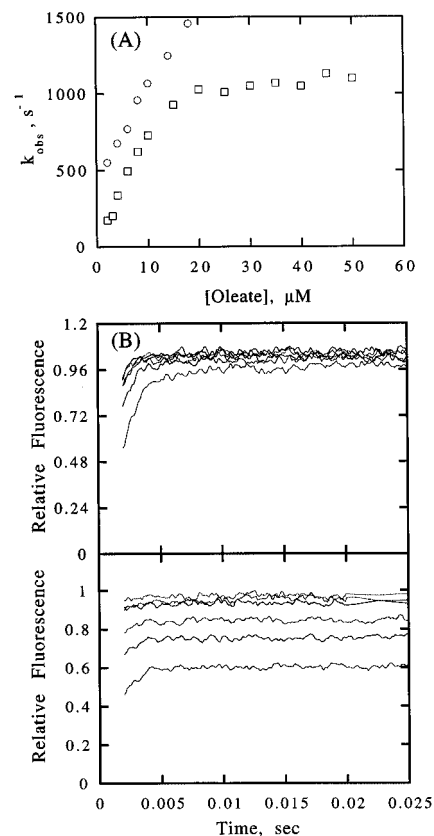 (A)
1500
1000
500
0
k obs , s⁻¹
0 10 20 30 40 50 60
[Oleate], μM
(B)
1.2
0.96
0.72
0.48
0.24
0
Relative Fluorescence
1
0.8
0.6
0.4
0.2
0
Relative Fluorescence
0 0.005 0.01 0.015 0.02 0.025
Time, sec